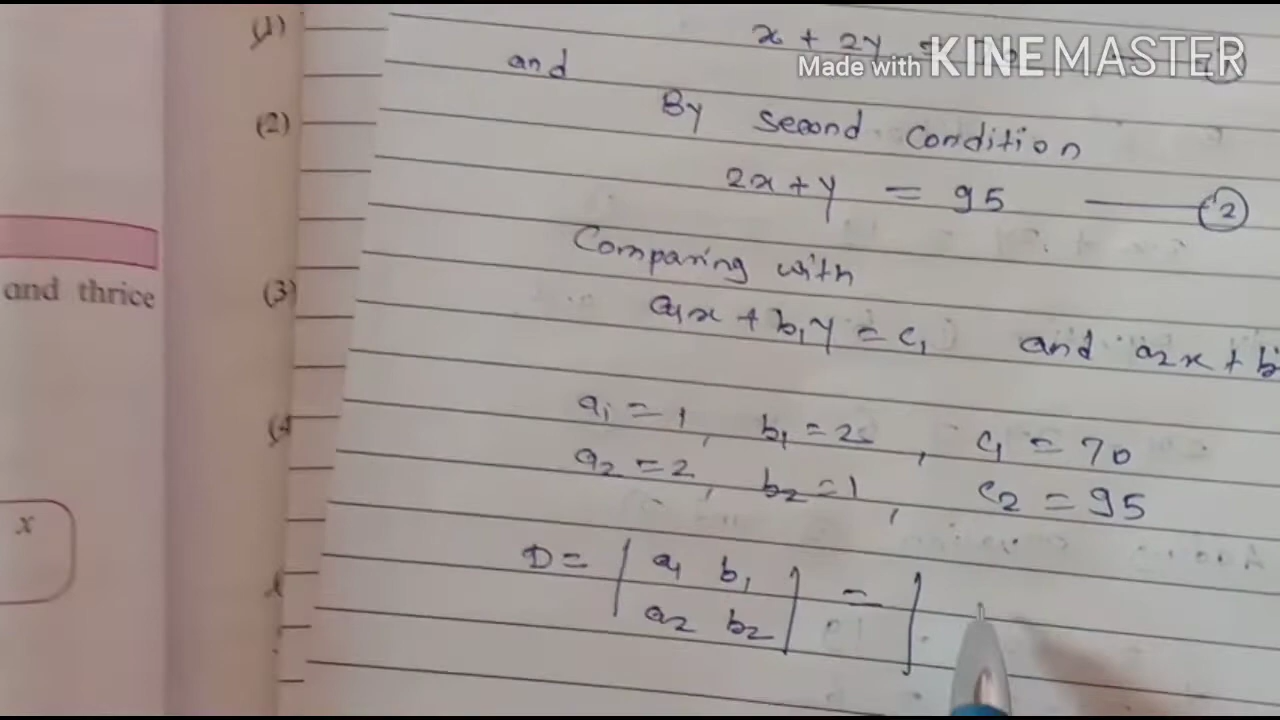 (1) x + 2y =
Made with KINEMASTER
and
By second condition
(2)
2x + y = 95 —— (2)
Comparing with
and thrice
(3)
a₁x + b₁y = c₁ and a₂x + b
a₁ = 1, b₁ = 2, c₁ = 70
a₂ = 2, b₂ = 1, c₂ = 95
x
D = | a₁ b₁ | = |
a₂ b₂